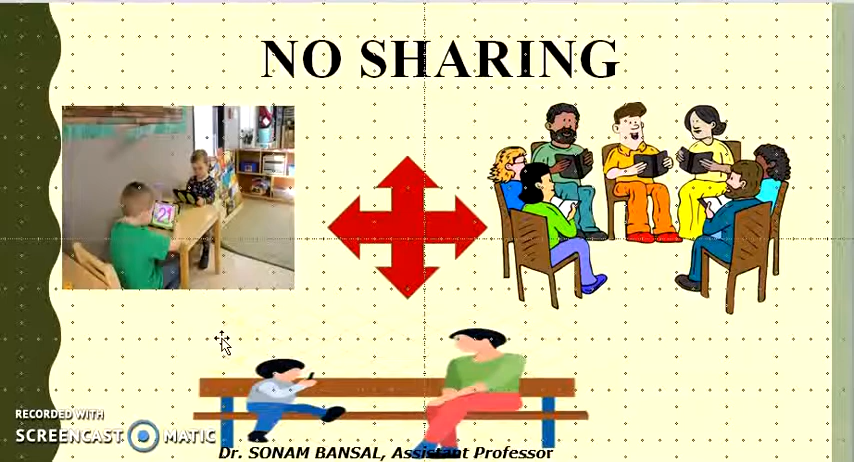 NO SHARING
21
RECORDED WITH
SCREENCAST MATIC
Dr. SONAM BANSAL, Assistant Professor